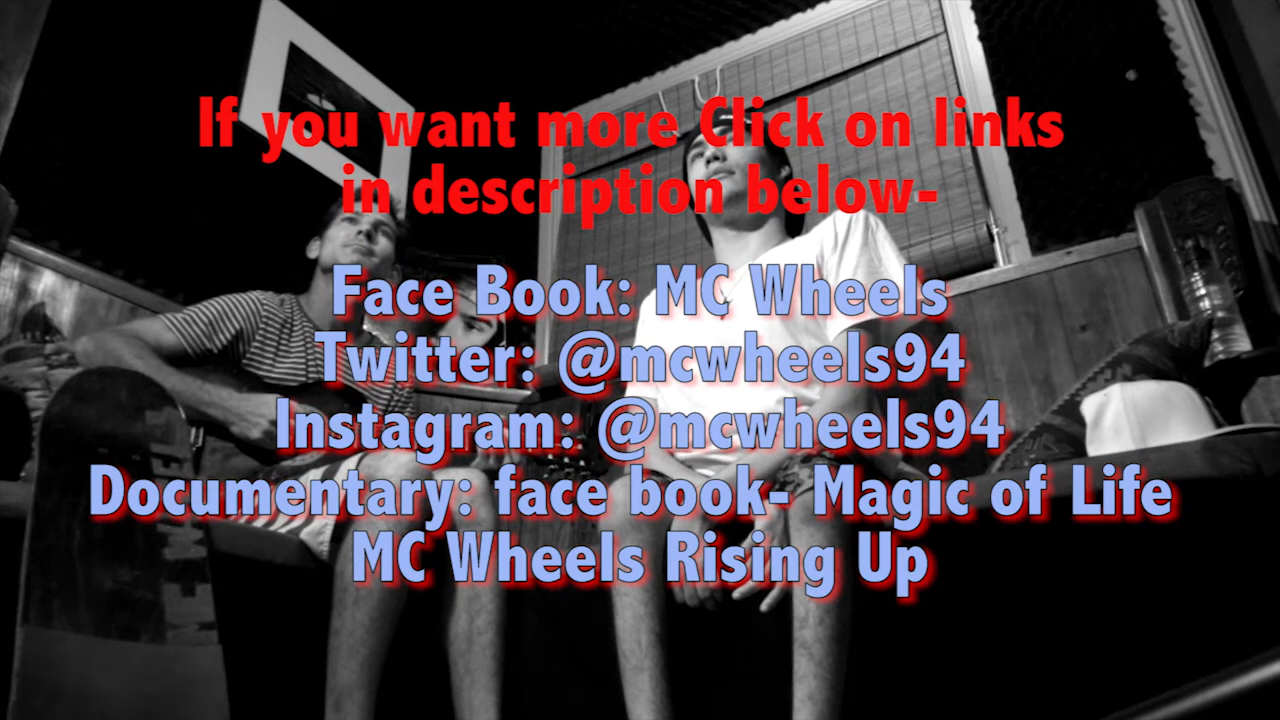 If you want more Click on links
in description below-
Face Book: MC Wheels
Twitter: @mcwheels94
Instagram: @mcwheels94
Documentary: face book- Magic of Life
MC Wheels Rising Up